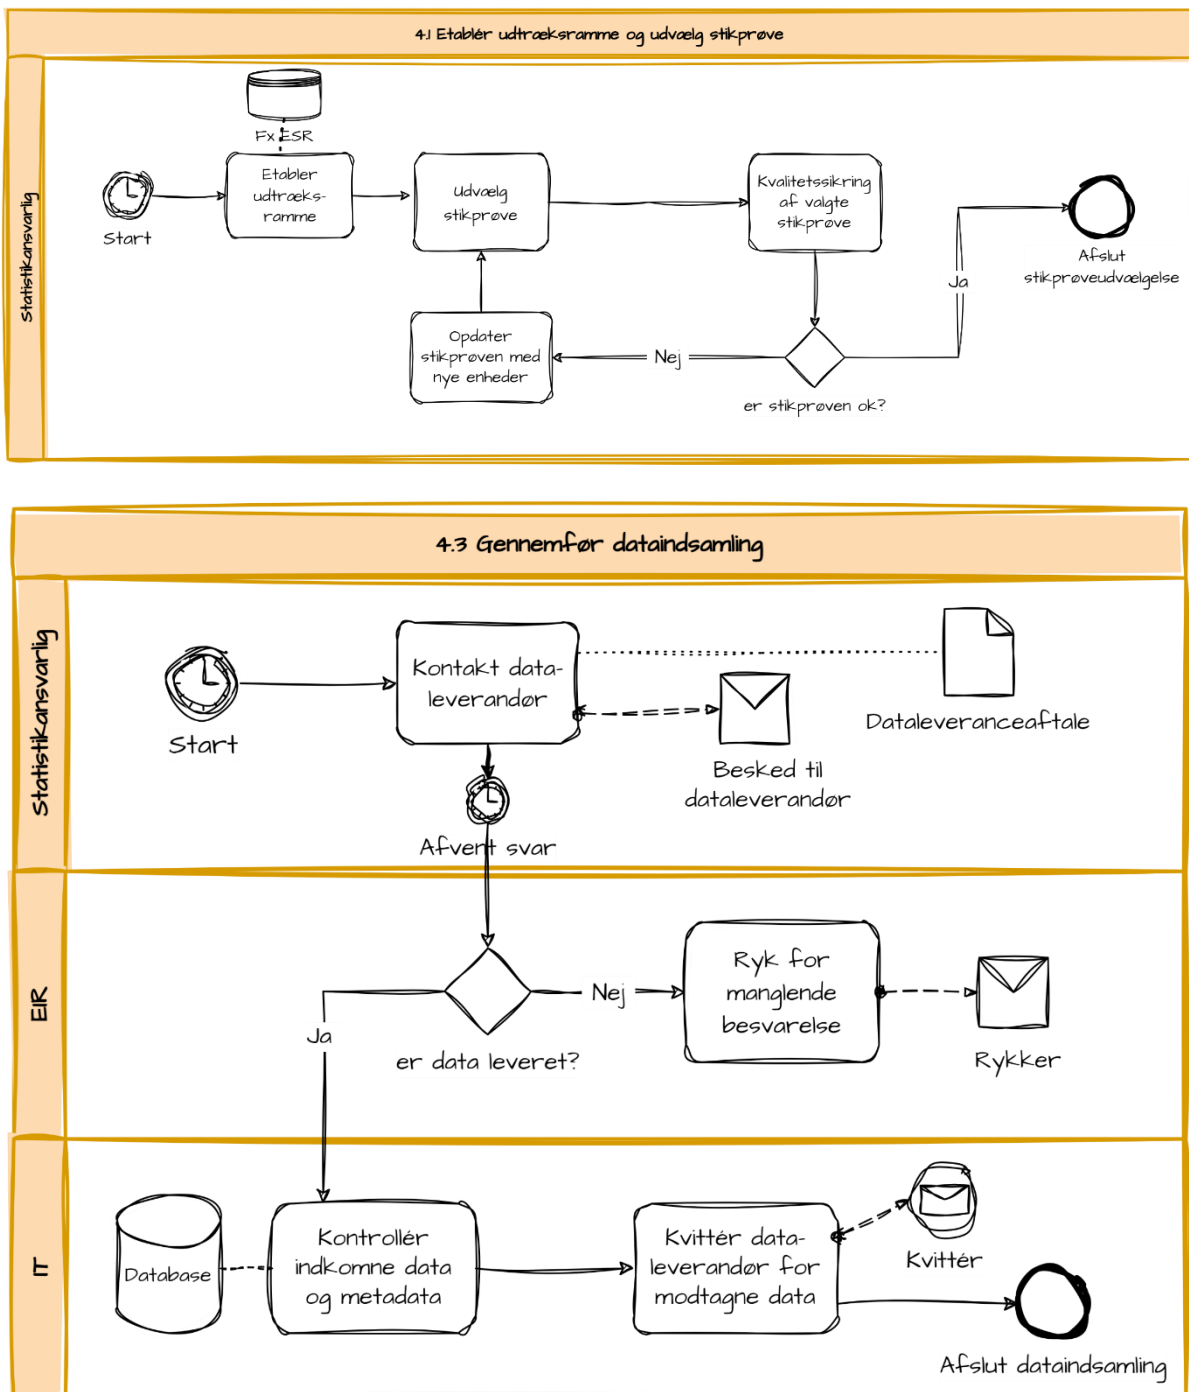 4.1 Etablér udtræksramme og udvælg stikprøve
Statistikansvarlig
Fx ESR
Start
Etabler
udtræks-
ramme
Udvælg
stikprøve
Kvalitetssikring
af valgte
stikprøve
Afslut
stikprøveudvælgelse
Ja
Opdater
stikprøven med
nye enheder
Nej
er stikprøven ok?
4.3 Gennemfør dataindsamling
Statistikansvarlig
Start
Kontakt data-
leverandør
Dataleveranceaftale
Besked til
dataleverandør
Afvent svar
EIR
Ja
er data leveret?
Nej
Ryk for
manglende
besvarelse
Rykker
IT
Database
Kontrollér
indkomne data
og metadata
Kvittér data-
leverandør for
modtagne data
Kvittér
Afslut dataindsamling